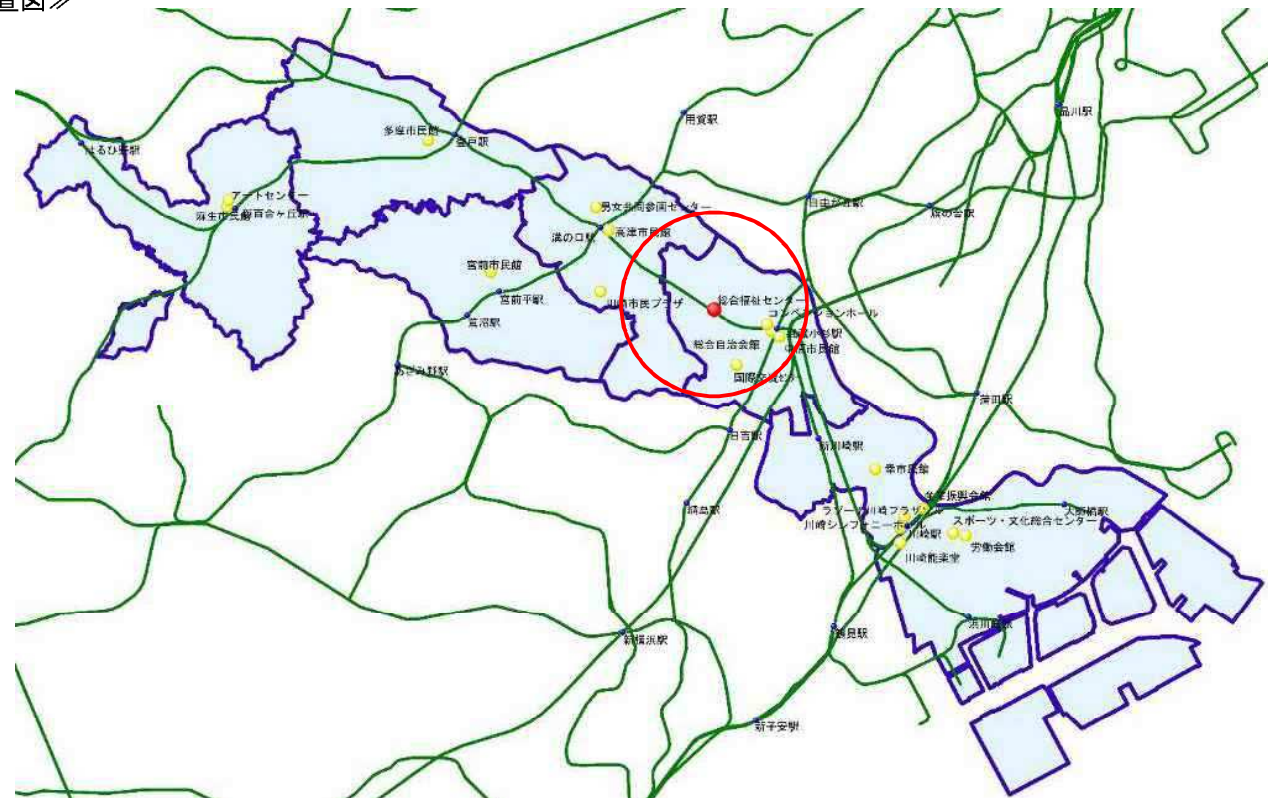 置図≫
品川駅
用賀駅
多摩市民館
登戸駅
はるひ野駅
アートセンター
麻生市民館
新百合ヶ丘駅
男女共同参画センター
自由が丘駅
旗の台駅
溝の口駅
高津市民館
宮前市民館
宮前平駅
川崎市民プラザ
総合福祉センター
コンベンションホール
武蔵小杉駅
総合自治会館
中原市民館
鷺沼駅
国際交流センター
あざみ野駅
蒲田駅
日吉駅
新川崎駅
幸市民館
産業振興会館
綱島駅
ラゾーナ川崎プラザソル
大師橋駅
川崎シンフォニーホール
スポーツ・文化総合センター
川崎駅
労働会館
川崎能楽堂
浜川崎駅
鶴見駅
新横浜駅
新子安駅